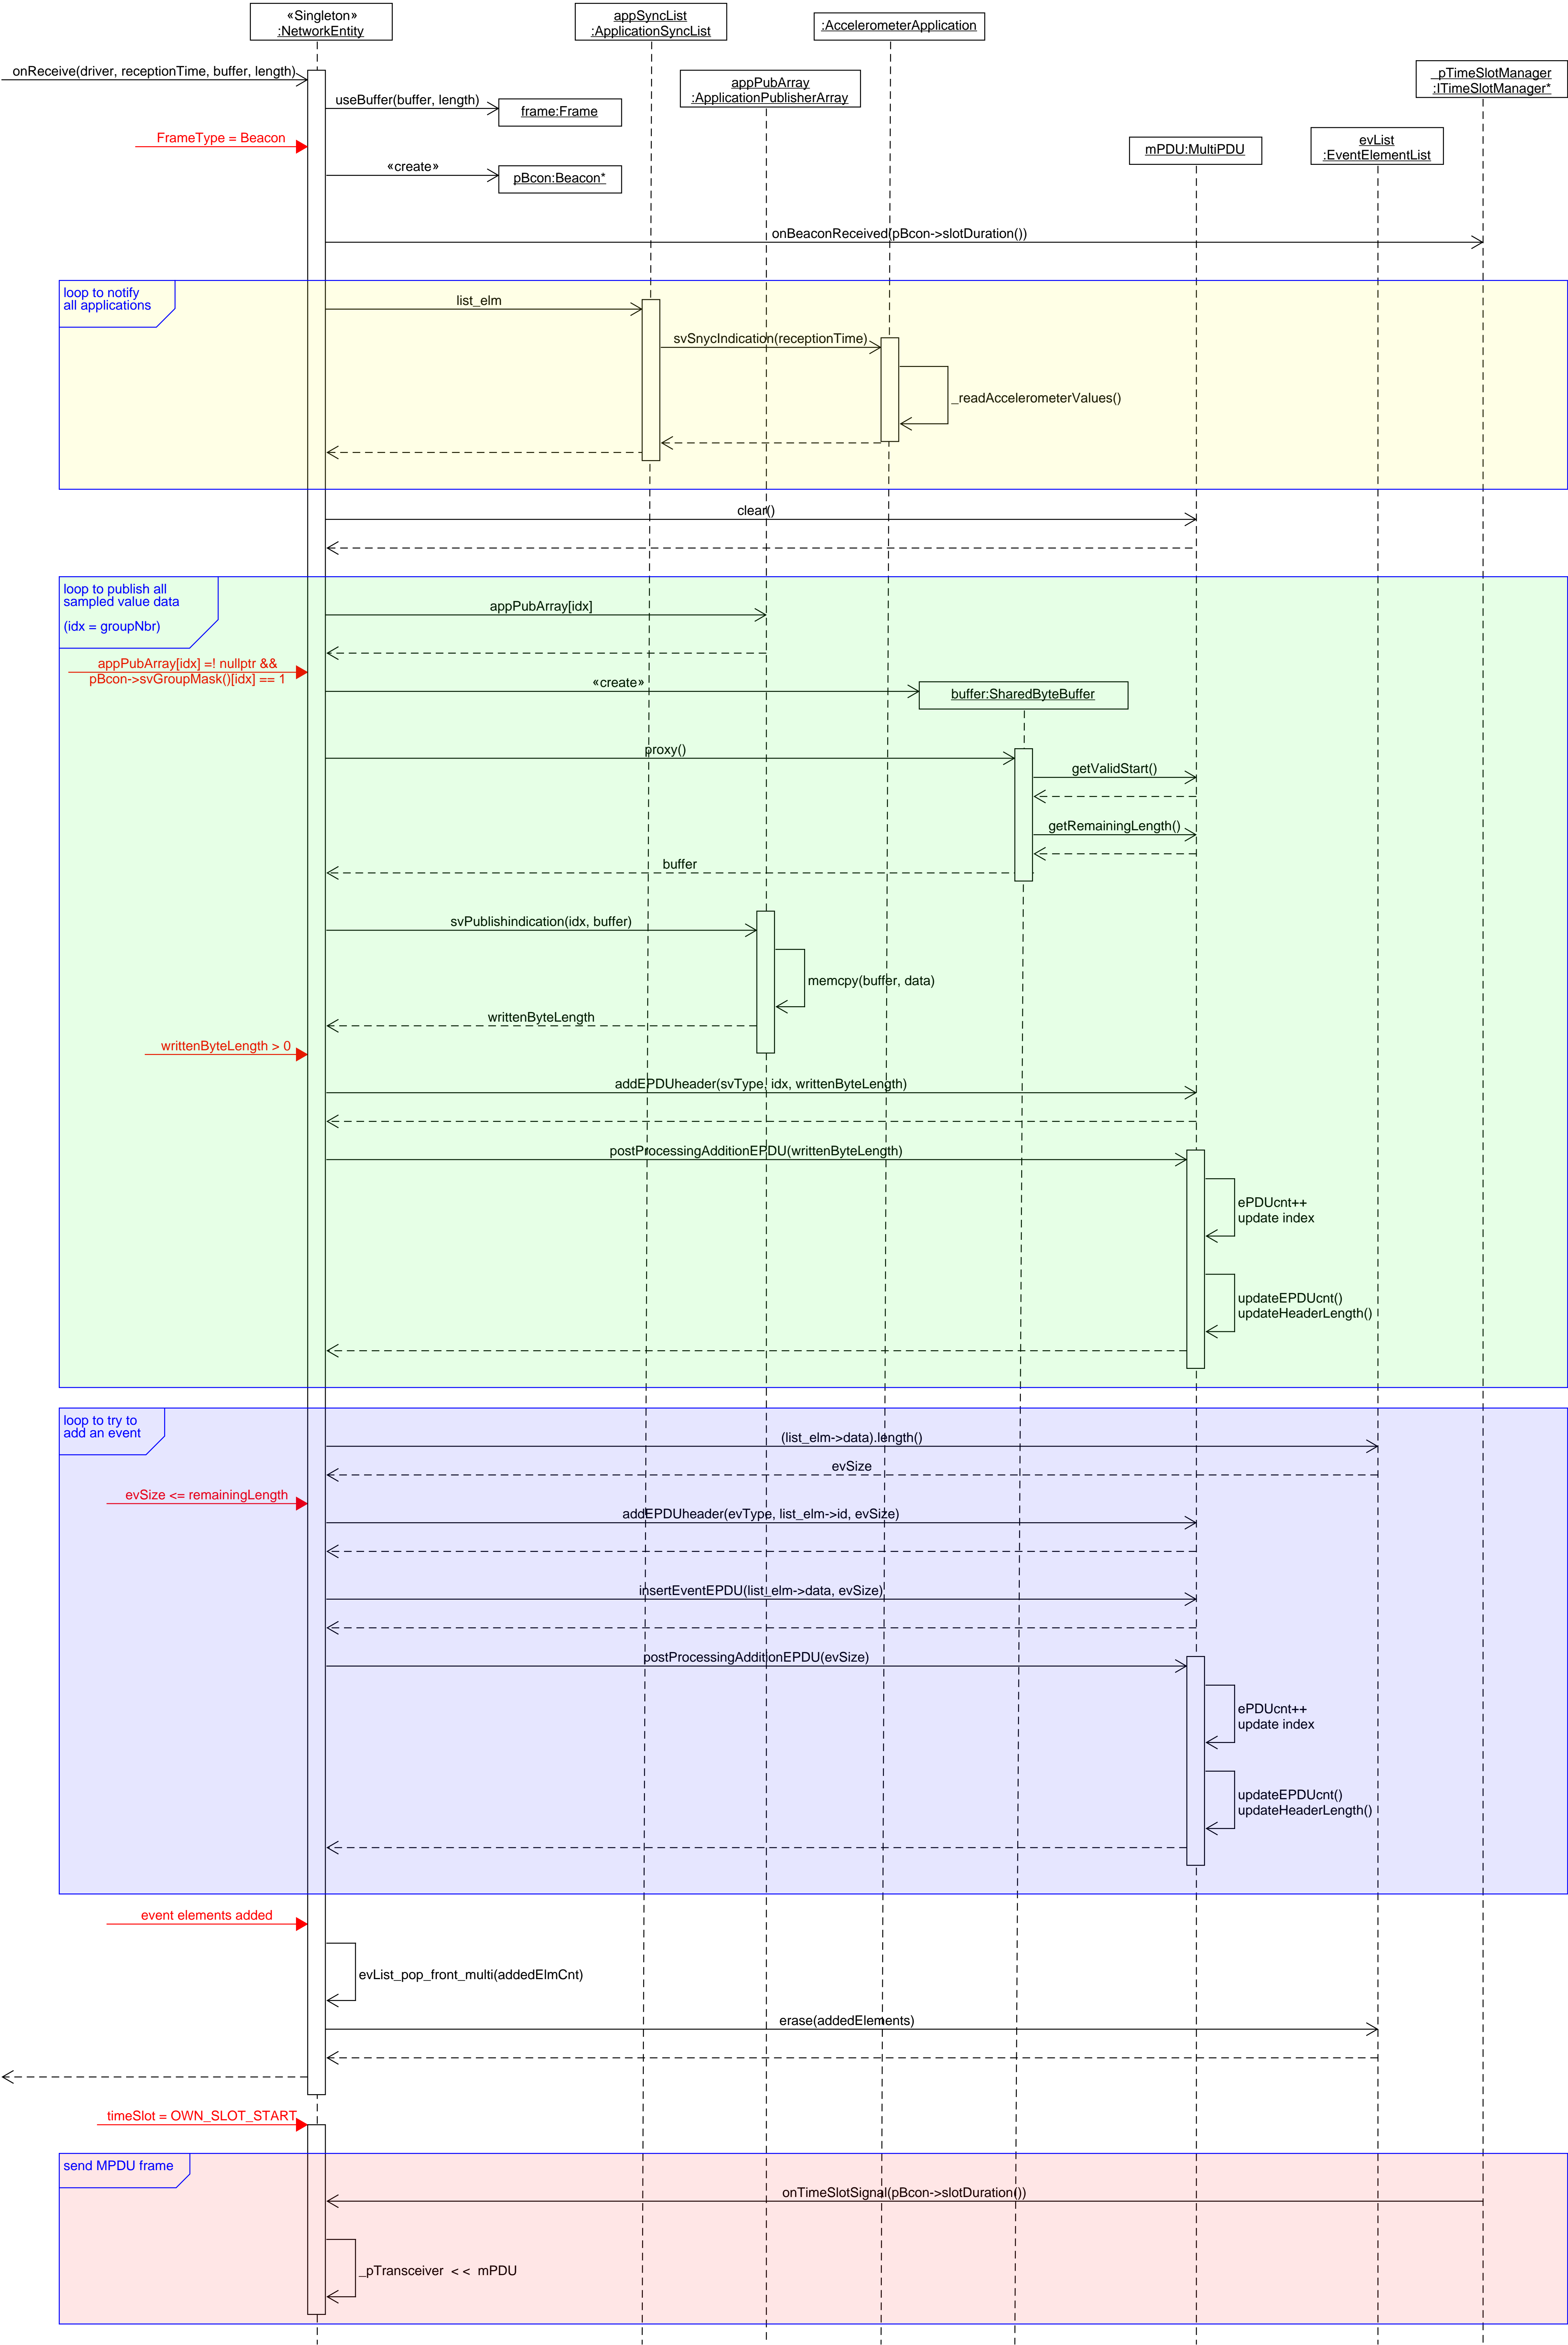 «Singleton»
:NetworkEntity
appSyncList
:ApplicationSyncList
:AccelerometerApplication
onReceive(driver, receptionTime, buffer, length)
appPubArray
:ApplicationPublisherArray
_pTimeSlotManager
:ITimeSlotManager*
useBuffer(buffer, length)
frame:Frame
FrameType = Beacon
mPDU:MultiPDU
evList
:EventElementList
«create»
pBcon:Beacon*
onBeaconReceived(pBcon->slotDuration())
loop to notify
all applications
list_elm
svSnycIndication(receptionTime)
_readAccelerometerValues()
clear()
loop to publish all
sampled value data
(idx = groupNbr)
appPubArray[idx]
appPubArray[idx] =! nullptr &&
pBcon->svGroupMask()[idx] == 1
«create»
buffer:SharedByteBuffer
proxy()
getValidStart()
getRemainingLength()
buffer
svPublishindication(idx, buffer)
memcpy(buffer, data)
writtenByteLength
writtenByteLength > 0
addEPDUheader(svType, idx, writtenByteLength)
postProcessingAdditionEPDU(writtenByteLength)
ePDUcnt++
update index
updateEPDUcnt()
updateHeaderLength()
loop to try to
add an event
(list_elm->data).length()
evSize
evSize <= remainingLength
addEPDUheader(evType, list_elm->id, evSize)
insertEventEPDU(list_elm->data, evSize)
postProcessingAdditionEPDU(evSize)
ePDUcnt++
update index
updateEPDUcnt()
updateHeaderLength()
event elements added
evList_pop_front_multi(addedElmCnt)
erase(addedElements)
timeSlot = OWN_SLOT_START
send MPDU frame
onTimeSlotSignal(pBcon->slotDuration())
_pTransceiver < < mPDU